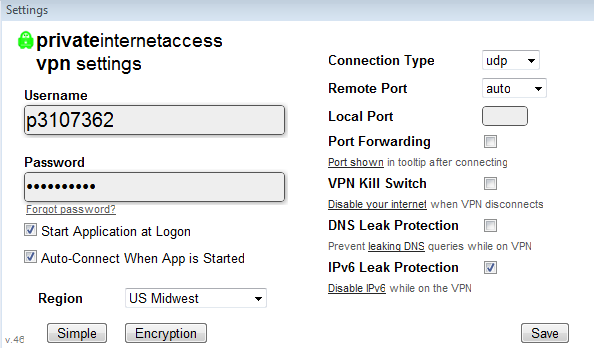 Settings
privateinternetaccess
vpn settings
Username
p3107362
Password
••••••••••
Forgot password?
Start Application at Logon
Auto-Connect When App is Started
Region US Midwest
Simple Encryption
v.46
Connection Type udp
Remote Port auto
Local Port
Port Forwarding
Port shown in tooltip after connecting
VPN Kill Switch
Disable your internet when VPN disconnects
DNS Leak Protection
Prevent leaking DNS queries while on VPN
IPv6 Leak Protection
Disable IPv6 while on the VPN
Save